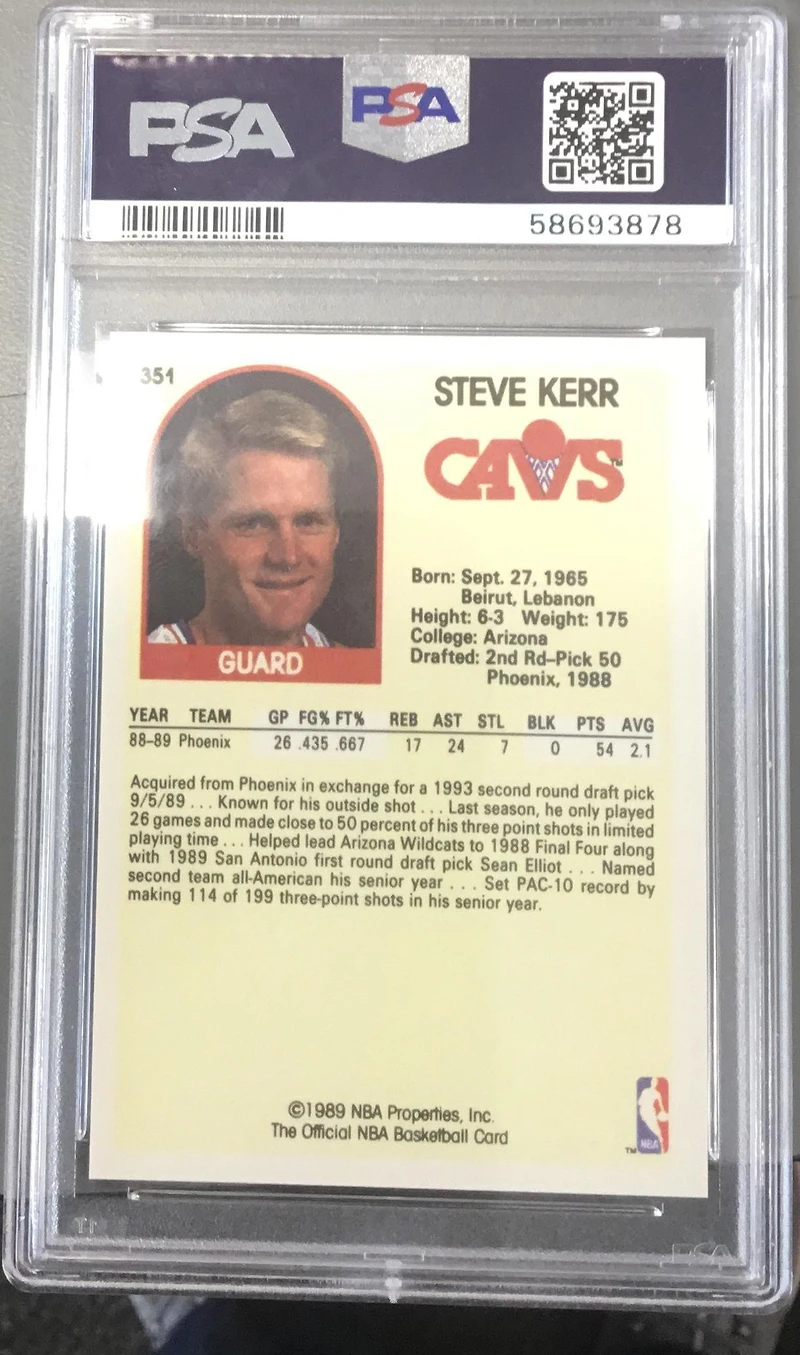 PSA
PSA
58693878
351
STEVE KERR
CAVS™
Born: Sept. 27, 1965
Beirut, Lebanon
Height: 6-3 Weight: 175
College: Arizona
Drafted: 2nd Rd–Pick 50
Phoenix, 1988
GUARD
YEAR TEAM GP FG% FT% REB AST STL BLK PTS AVG
88–89 Phoenix 26 .435 .667 17 24 7 0 54 2.1
Acquired from Phoenix in exchange for a 1993 second round draft pick
9/5/89 . . . Known for his outside shot . . . Last season, he only played
26 games and made close to 50 percent of his three point shots in limited
playing time . . . Helped lead Arizona Wildcats to 1988 Final Four along
with 1989 San Antonio first round draft pick Sean Elliot . . . Named
second team all-American his senior year . . . Set PAC-10 record by
making 114 of 199 three-point shots in his senior year.
©1989 NBA Properties, Inc.
The Official NBA Basketball Card
NBA
TM
PSA